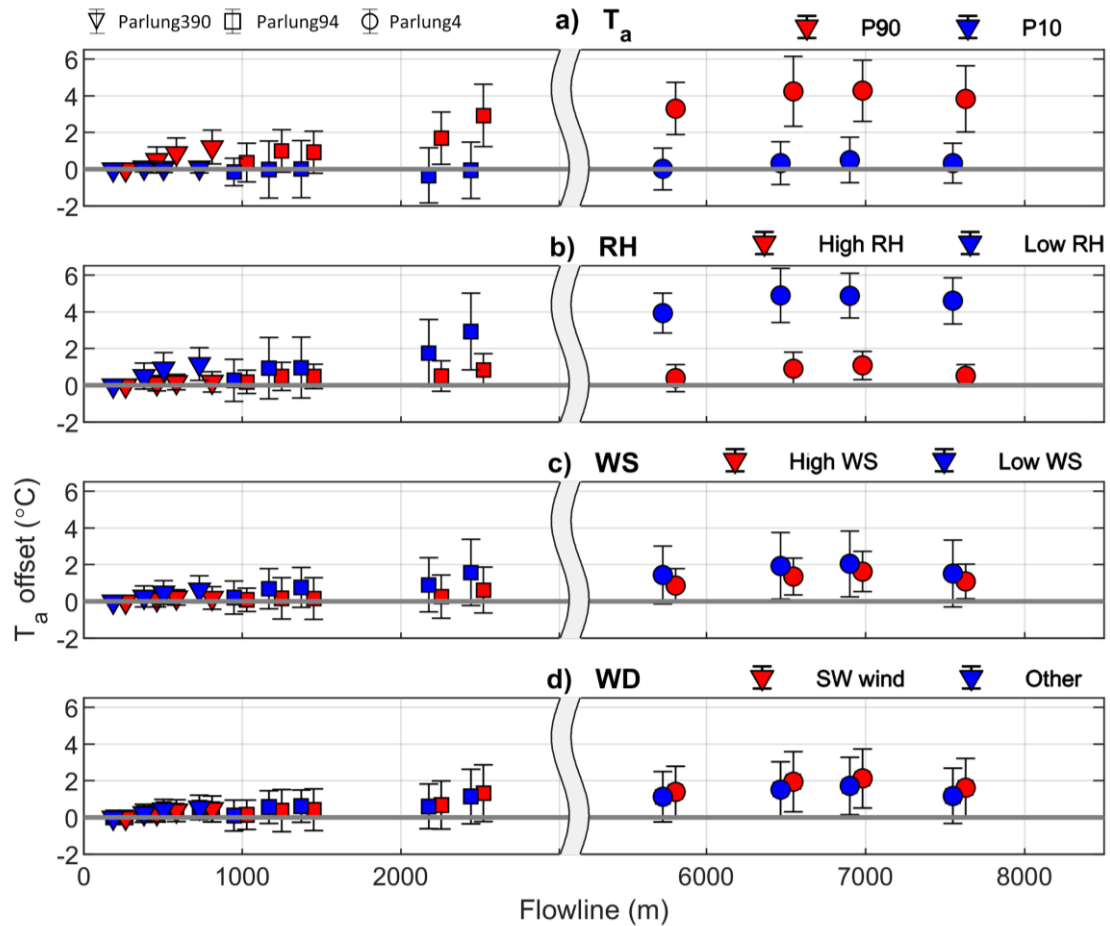 Parlung390 Parlung94 Parlung4
a) Ta P90 P10
6
4
2
0
-2
b) RH High RH Low RH
6
4
2
0
-2
c) WS High WS Low WS
6
4
2
0
-2
d) WD SW wind Other
6
4
2
0
-2
Ta offset (°C)
0 1000 2000 6000 7000 8000
Flowline (m)